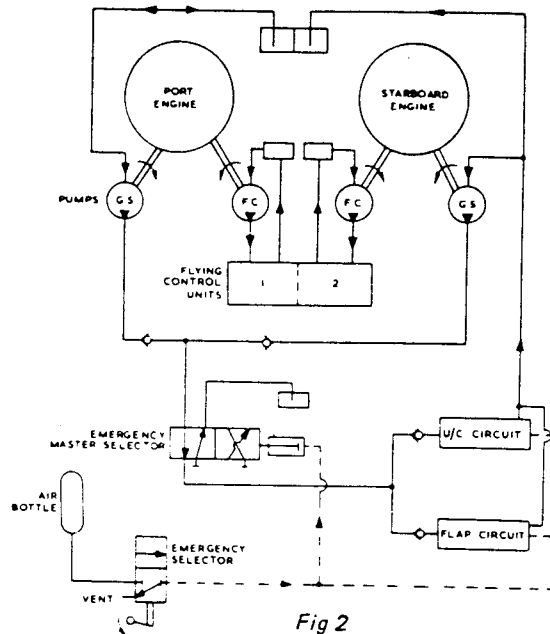 PORT
ENGINE
STARBOARD
ENGINE
PUMPS
G S
F.C
F C
G S
FLYING
CONTROL
UNITS
1
2
EMERGENCY
MASTER SELECTOR
U/C CIRCUIT
AIR
BOTTLE
FLAP CIRCUIT
EMERGENCY
SELECTOR
VENT
Fig 2